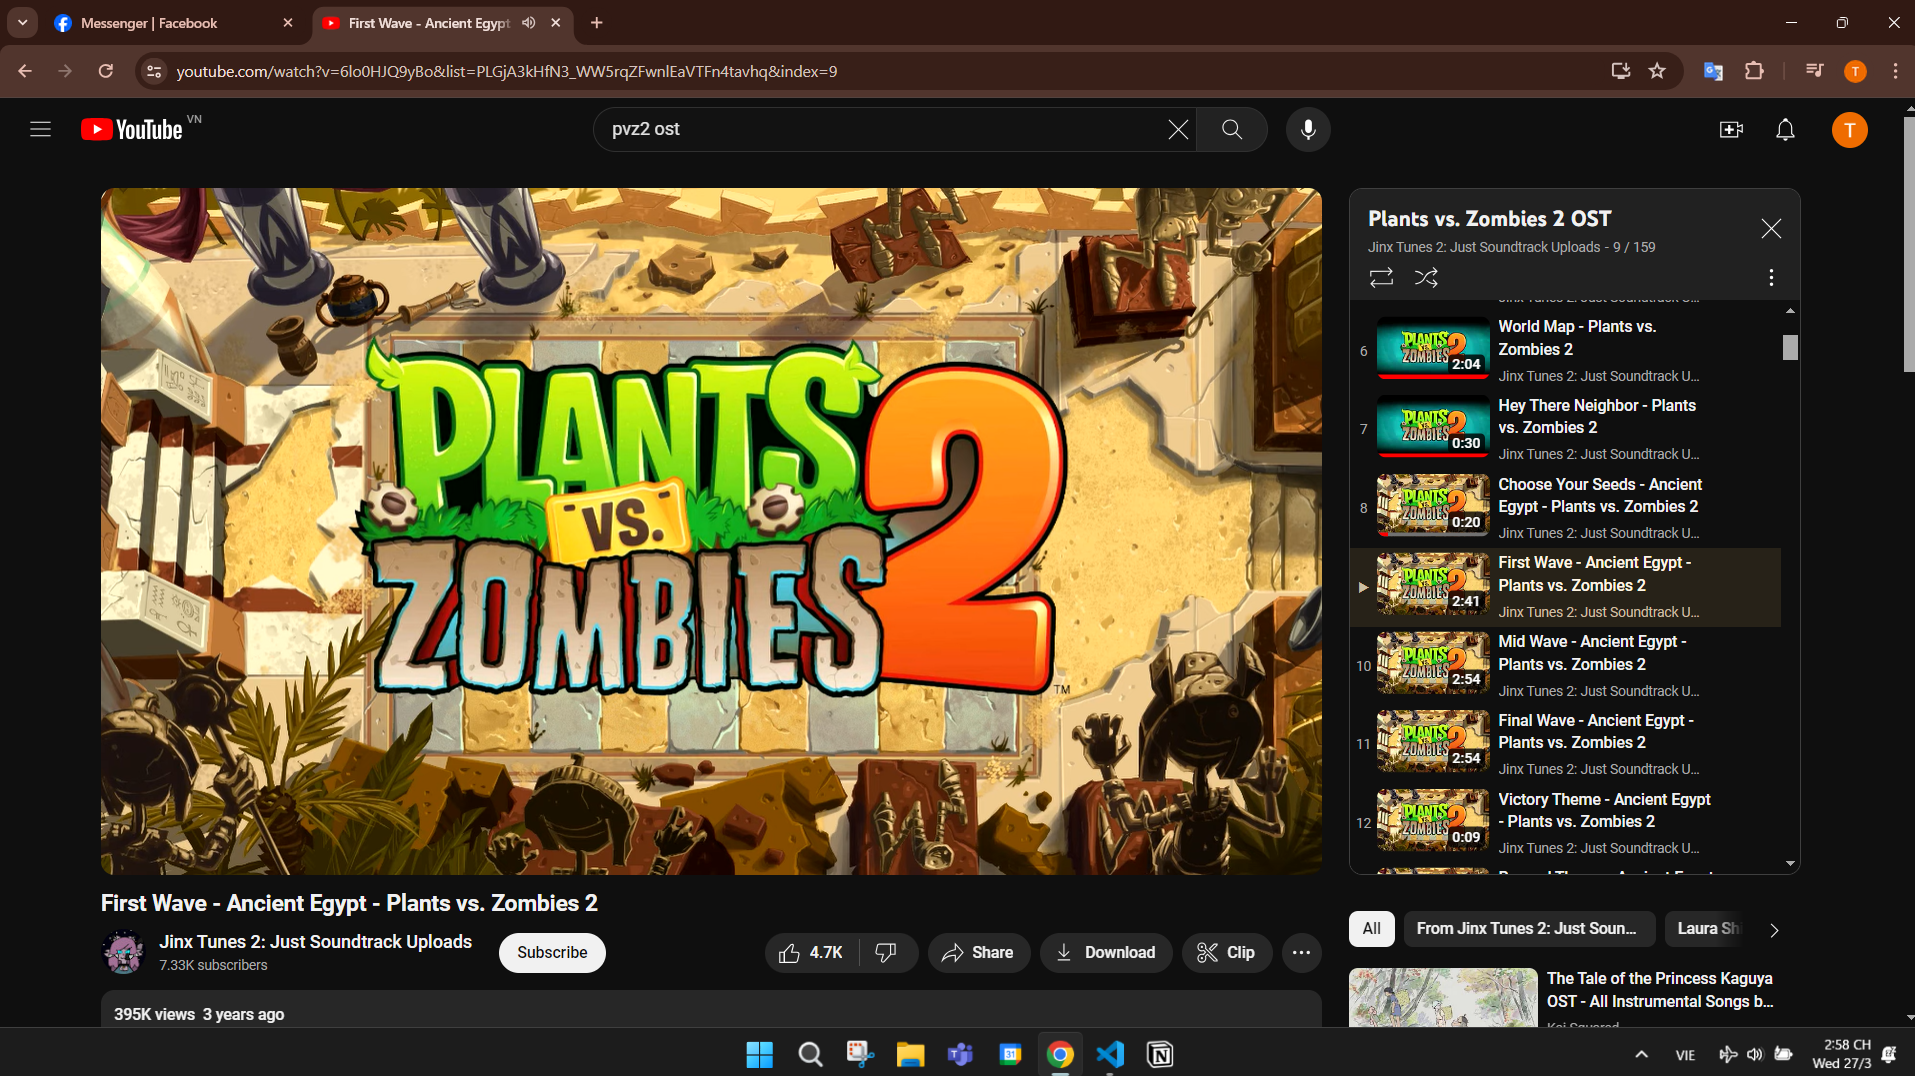 Messenger | Facebook
First Wave - Ancient Egypt
youtube.com/watch?v=6lo0HJQ9yBo&list=PLGjA3kHfN3_WW5rqZFwnlEaVTFn4tavhq&index=9
T
YouTube VN
pvz2 ost
T
PLANTS
VS.
ZOMBIES 2
TM
Plants vs. Zombies 2 OST
Jinx Tunes 2: Just Soundtrack Uploads - 9 / 159
6
2:04
World Map - Plants vs.
Zombies 2
Jinx Tunes 2: Just Soundtrack U...
7
0:30
Hey There Neighbor - Plants
vs. Zombies 2
Jinx Tunes 2: Just Soundtrack U...
8
0:20
Choose Your Seeds - Ancient
Egypt - Plants vs. Zombies 2
Jinx Tunes 2: Just Soundtrack U...
2:41
First Wave - Ancient Egypt -
Plants vs. Zombies 2
Jinx Tunes 2: Just Soundtrack U...
10
2:54
Mid Wave - Ancient Egypt -
Plants vs. Zombies 2
Jinx Tunes 2: Just Soundtrack U...
11
2:54
Final Wave - Ancient Egypt -
Plants vs. Zombies 2
Jinx Tunes 2: Just Soundtrack U...
12
0:09
Victory Theme - Ancient Egypt
- Plants vs. Zombies 2
Jinx Tunes 2: Just Soundtrack U...
First Wave - Ancient Egypt - Plants vs. Zombies 2
Jinx Tunes 2: Just Soundtrack Uploads
7.33K subscribers
Subscribe
4.7K
Share
Download
Clip
395K views 3 years ago
All
From Jinx Tunes 2: Just Soun...
Laura Sh
The Tale of the Princess Kaguya
OST - All Instrumental Songs b...
31
VIE
2:58 CH
Wed 27/3